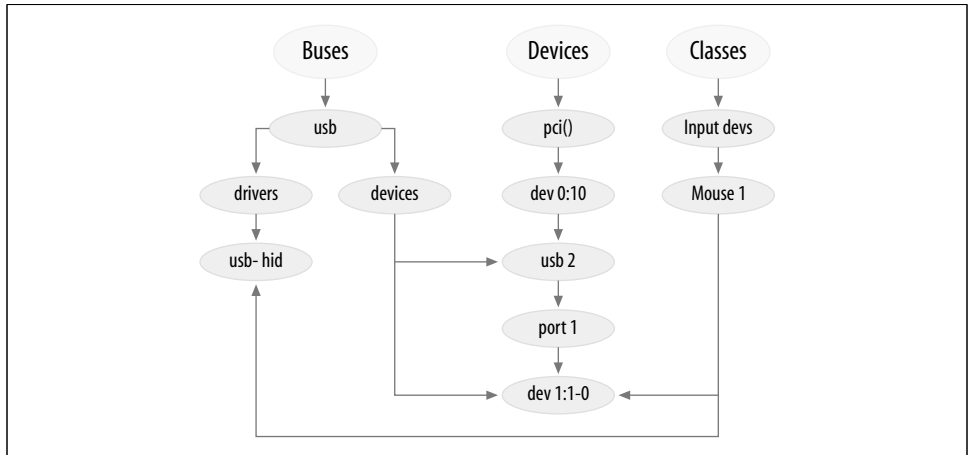 Buses
Devices
Classes
usb
pci()
Input devs
drivers
devices
dev 0:10
Mouse 1
usb- hid
usb 2
port 1
dev 1:1-0